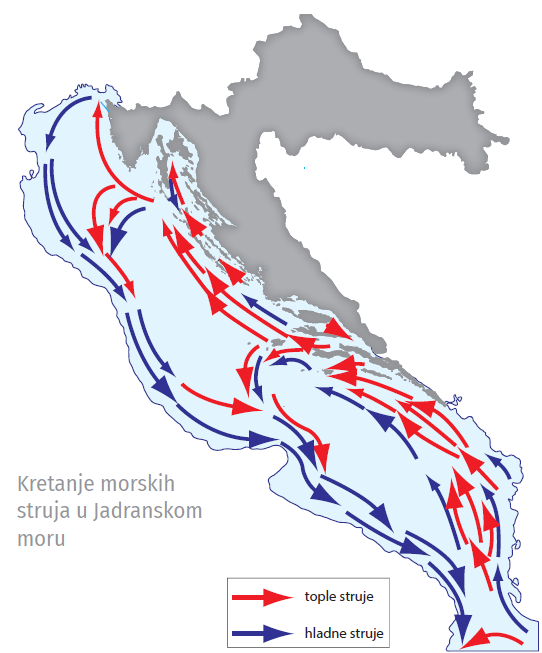 Kretanje morskih
struja u Jadranskom
moru
tople struje
hladne struje